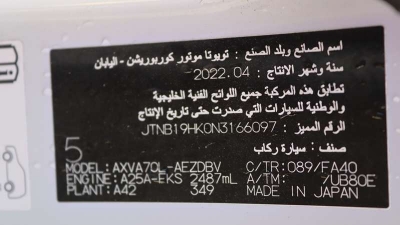 اسم الصانع وبلد الصنع : تويوتا موتور كوربوريشن - اليابان
سنة وشهر الانتاج : 2022.04
تطابق هذه المركبة جميع اللوائح الفنية الخليجية
والوطنية للسيارات التي صدرت حتى تاريخ الإنتاج
الرقم المميز : JTNB19HK0N3166097
صنف : سيارة ركاب
5
MODEL: AXVA70L-AEZDBV C/TR: 089/FA40
ENGINE: A25A-EKS 2487mL A/TM: /UB80E
PLANT: A42 349 MADE IN JAPAN